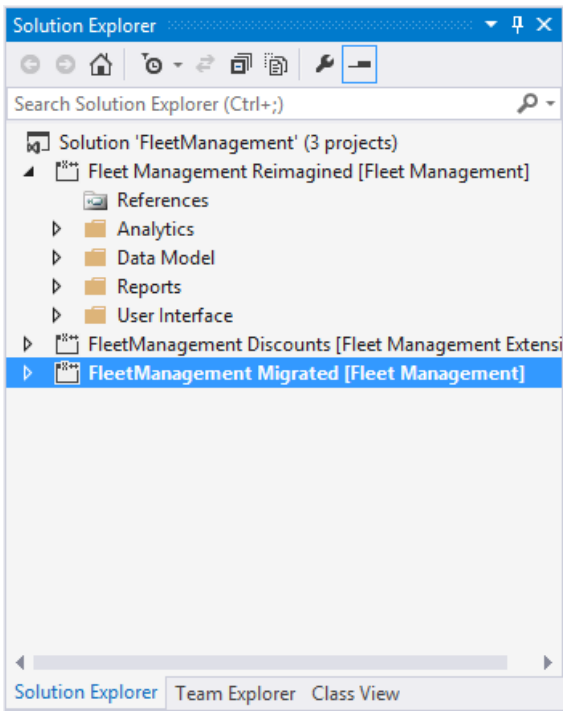 Solution Explorer
Search Solution Explorer (Ctrl+;)
Solution 'FleetManagement' (3 projects)
Fleet Management Reimagined [Fleet Management]
References
Analytics
Data Model
Reports
User Interface
FleetManagement Discounts [Fleet Management Extensi
FleetManagement Migrated [Fleet Management]
Solution Explorer Team Explorer Class View